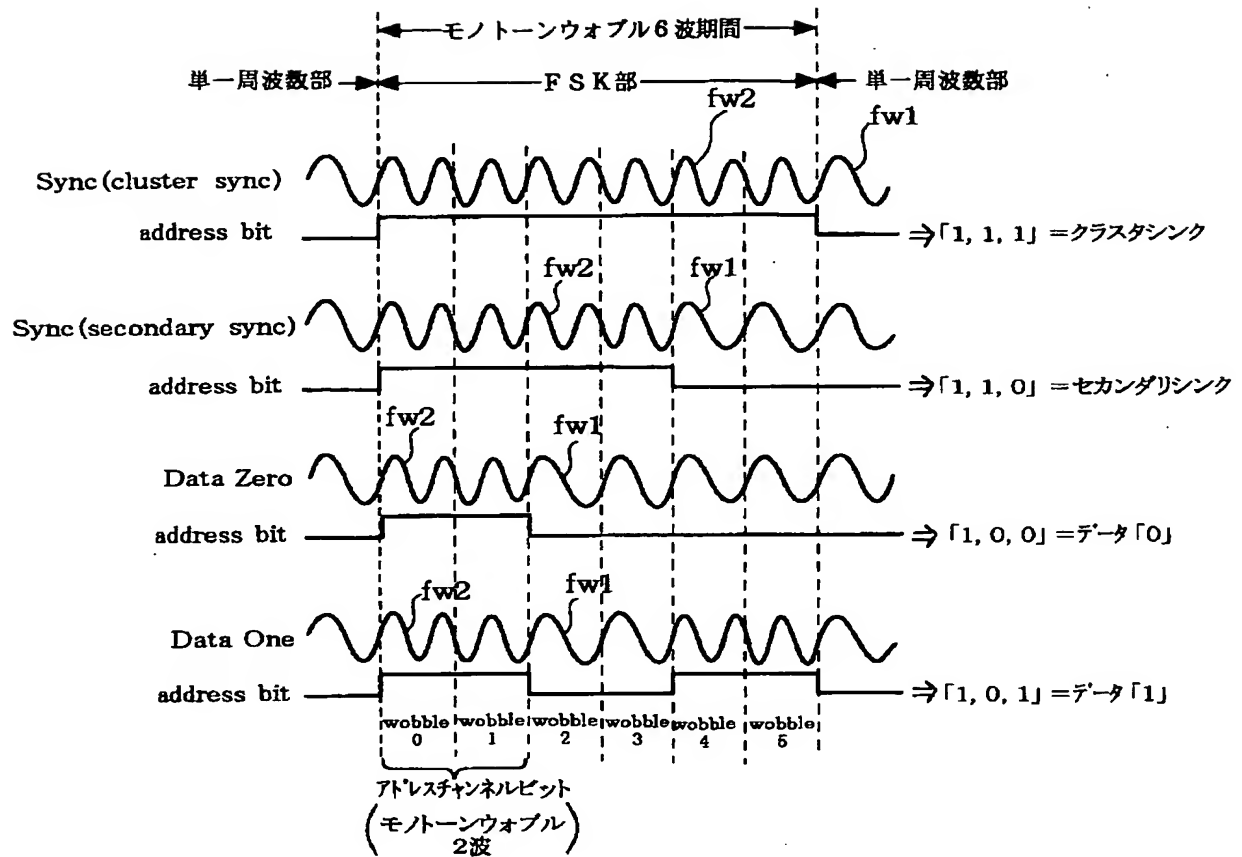 モノトーンウォブル6波期間
単一周波数部 FSK部 単一周波数部
fw2 fw1
Sync(cluster sync)
address bit ⇒「1, 1, 1」=クラスタシンク
fw2 fw1
Sync(secondary sync)
address bit ⇒「1, 1, 0」=セカンダリシンク
fw2 fw1
Data Zero
address bit ⇒「1, 0, 0」=データ「0」
fw2 fw1
Data One
address bit ⇒「1, 0, 1」=データ「1」
wobble wobble wobble wobble wobble wobble
0 1 2 3 4 5
アドレスチャンネルビット
(モノトーンウォブル
2波)